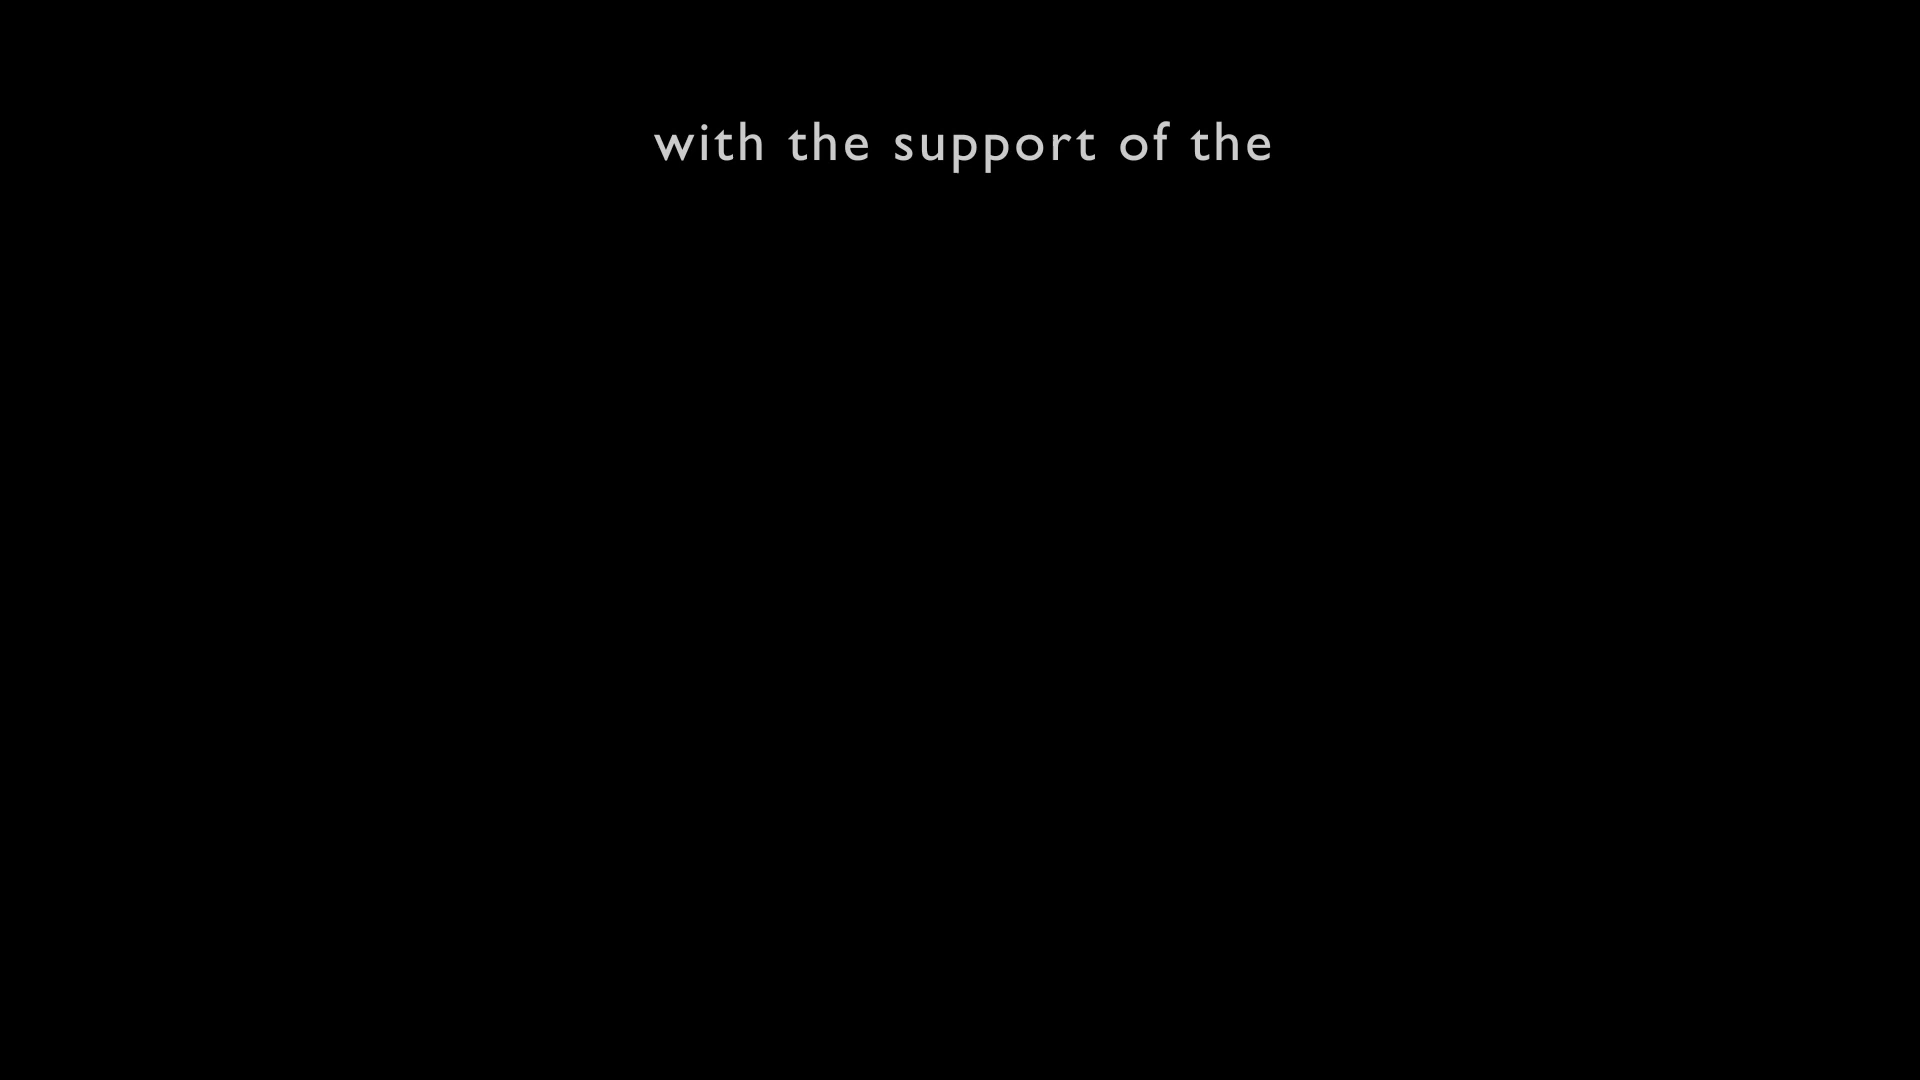 with the support of the